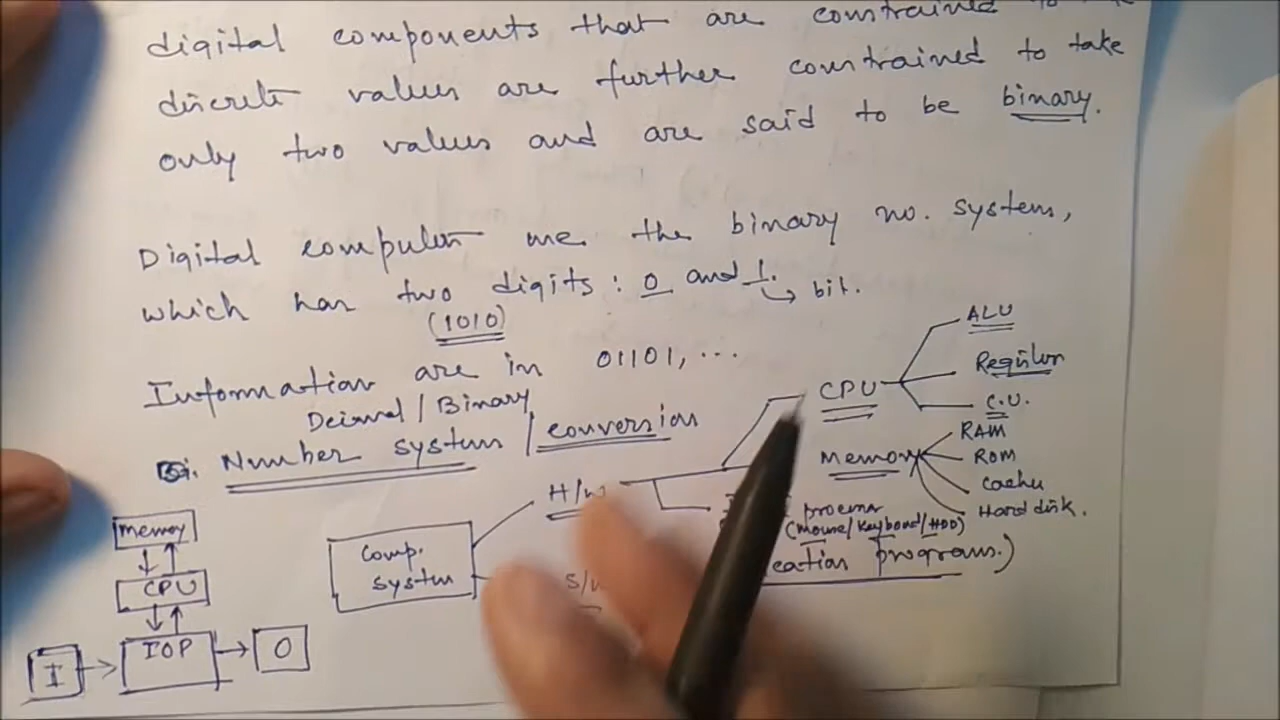 digital components that are constrained to
discrete values are further constrained to take
only two values and are said to be binary.
Digital computer use the binary no. system,
which has two digits : 0 and 1.
bit.
(1010)
Information are in 01101, ...
Decimal / Binary
Number system / conversion
Comp.
system
H/w
S/w
CPU
ALU
Register
C.U.
Memory
RAM
ROM
Cache
Hard disk.
(Mouse/Keyboard/HDD)
programs.)
Memory
CPU
I
IOP
O